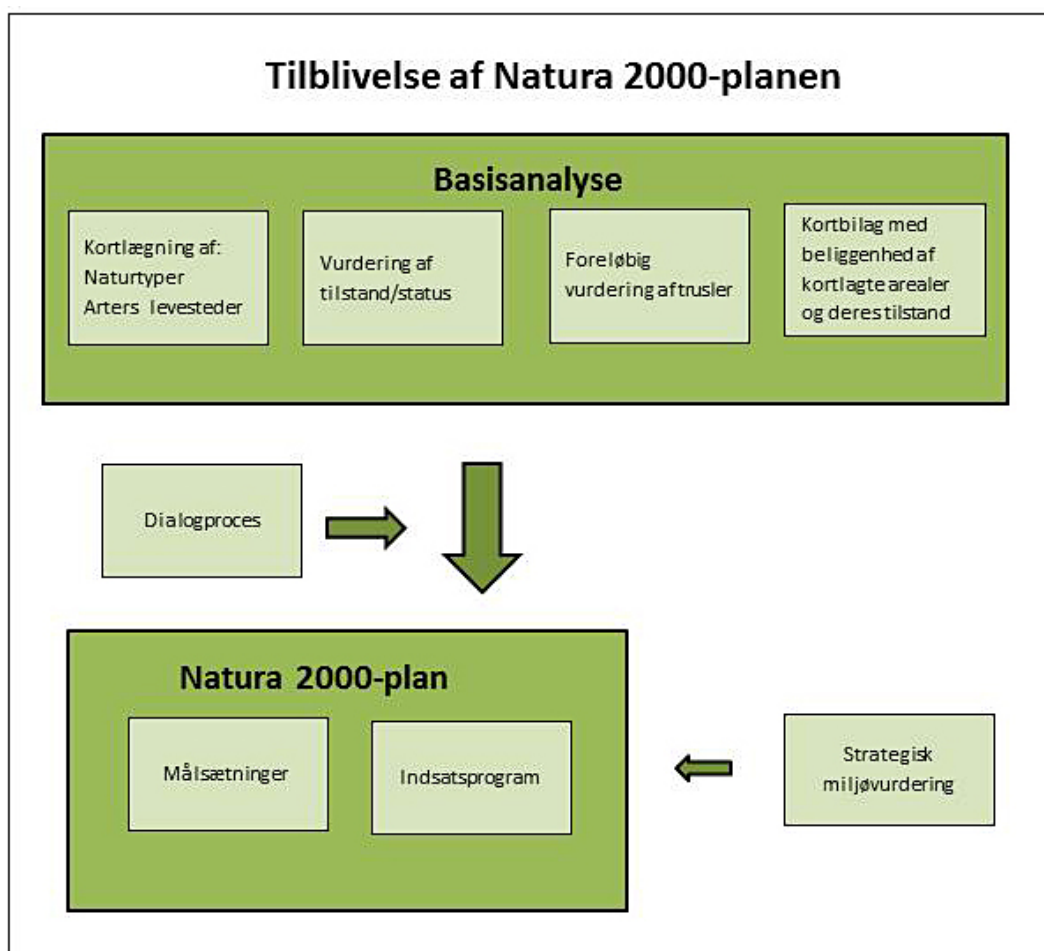 Tilblivelse af Natura 2000-planen
Basisanalyse
Kortlægning af:
Naturtyper
Arters levesteder
Vurdering af
tilstand/status
Foreløbig
vurdering af trusler
Kortbilag med
beliggenhed af
kortlagte arealer
og deres tilstand
Dialogproces
Natura 2000-plan
Målsætninger
Indsatsprogram
Strategisk
miljøvurdering